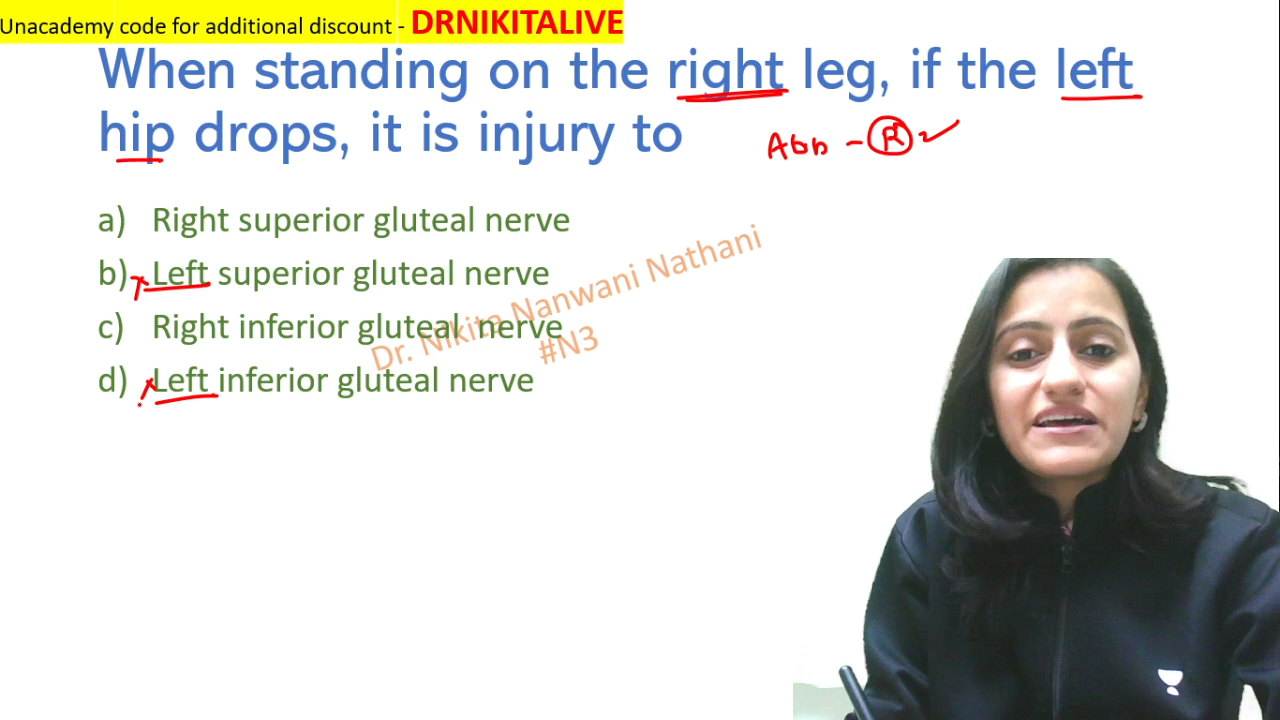 Unacademy code for additional discount - DRNIKITALIVE
When standing on the right leg, if the left
hip drops, it is injury to
Abn - R
a) Right superior gluteal nerve
b) Left superior gluteal nerve
c) Right inferior gluteal nerve
d) Left inferior gluteal nerve
Dr. Nikita Nanwani Nathani
#N3